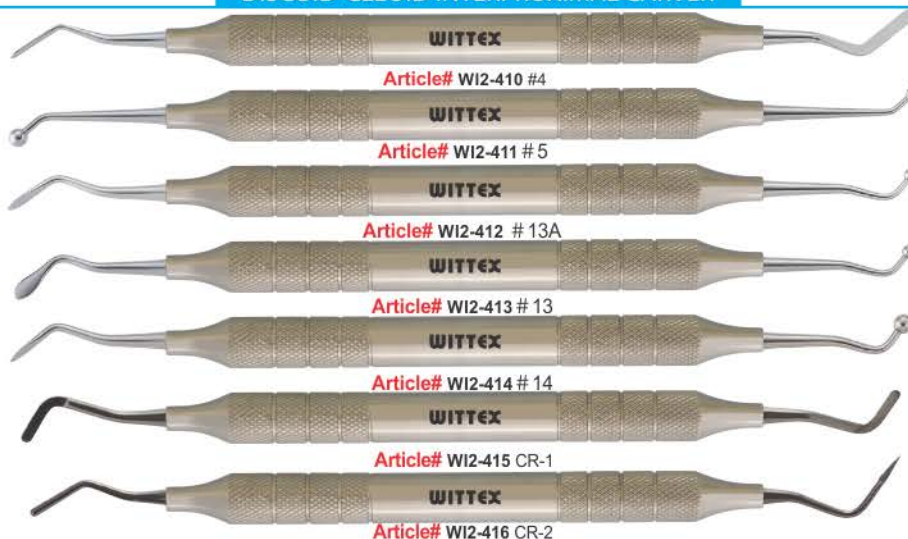 WITTEX
Article# WI2-410 #4
WITTEX
Article# WI2-411 # 5
WITTEX
Article# WI2-412 # 13A
WITTEX
Article# WI2-413 # 13
WITTEX
Article# WI2-414 # 14
WITTEX
Article# WI2-415 CR-1
WITTEX
Article# WI2-416 CR-2